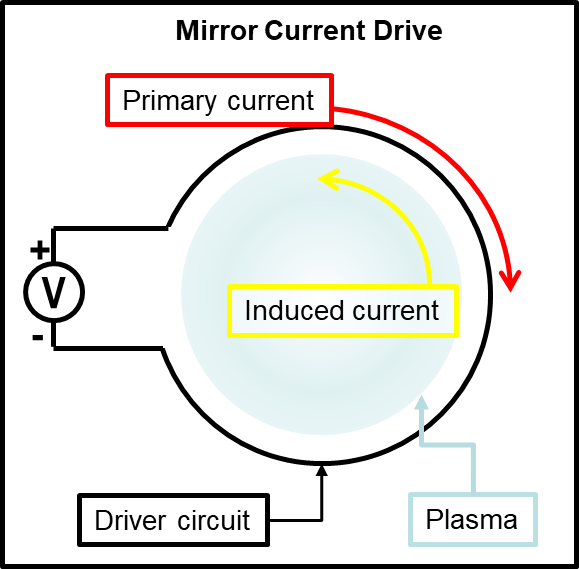 Mirror Current Drive
Primary current
+
V
-
Induced current
Driver circuit
Plasma